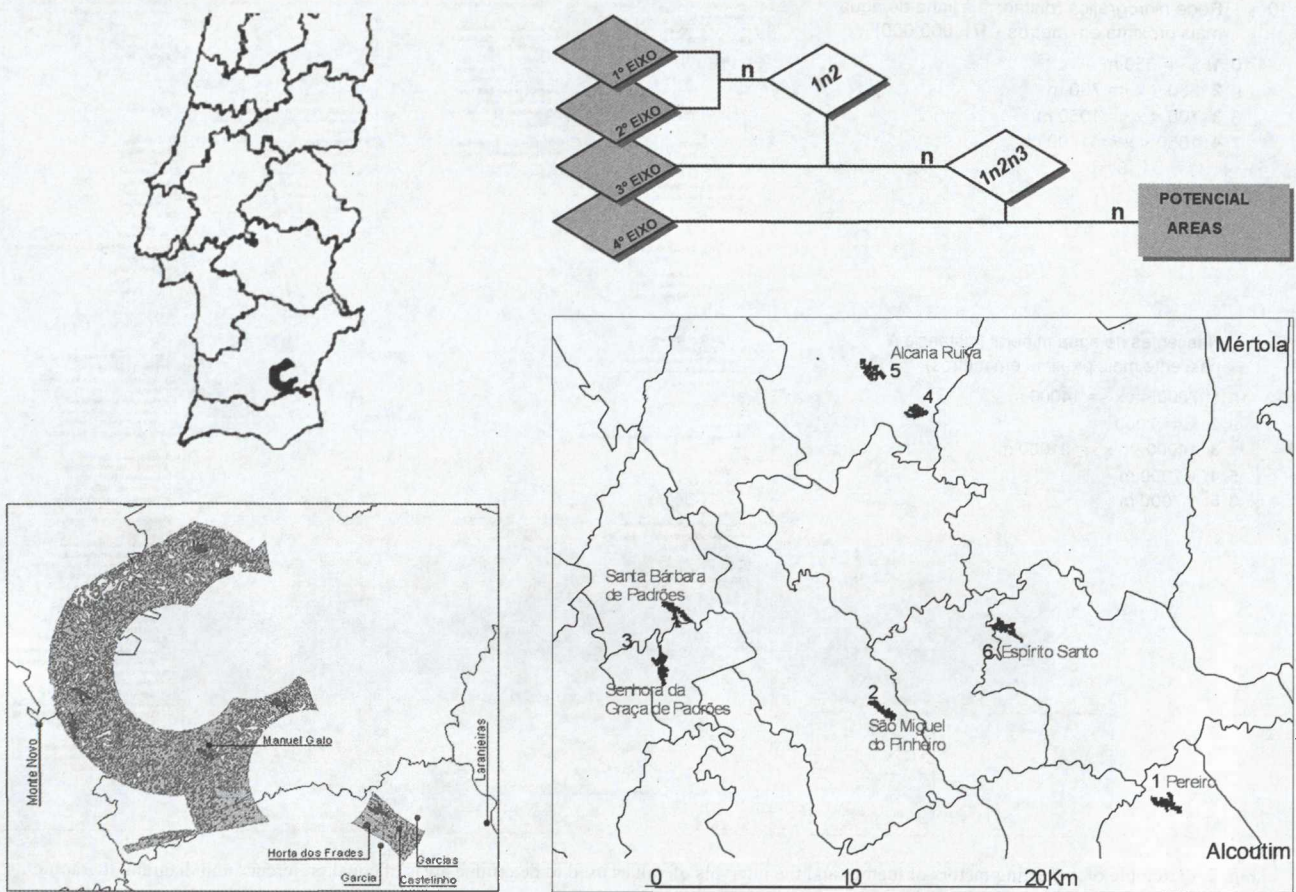 1º EIXO
2º EIXO
3º EIXO
4º EIXO
n
1n2
n
1n2n3
n
POTENCIAL
AREAS
Mértola
Alcaria Ruiva
5
4
Santa Bárbara
de Padrões
3
Senhora da
Graça de Padrões
6 Espírito Santo
2
São Miguel
do Pinheiro
1 Pereiro
Alcoutim
0 10 20Km
Monte Novo
Manuel Galo
Laranjeiras
Horta dos Frades
Garcia
Castelinho
Garcias